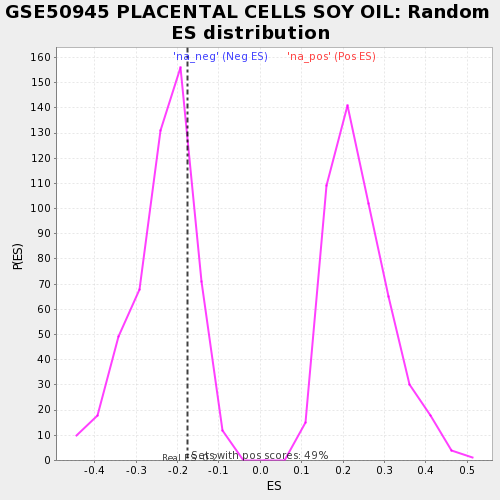 GSE50945 PLACENTAL CELLS SOY OIL: Random
ES distribution
'na_neg' (Neg ES) 'na_pos' (Pos ES)
160
150
140
130
120
110
100
90
80
70
60
50
40
30
20
10
0
P(ES)
Real ES
Sets with pos scores: 49%
-0.4 -0.3 -0.2 -0.1 0.0 0.1 0.2 0.3 0.4 0.5
ES